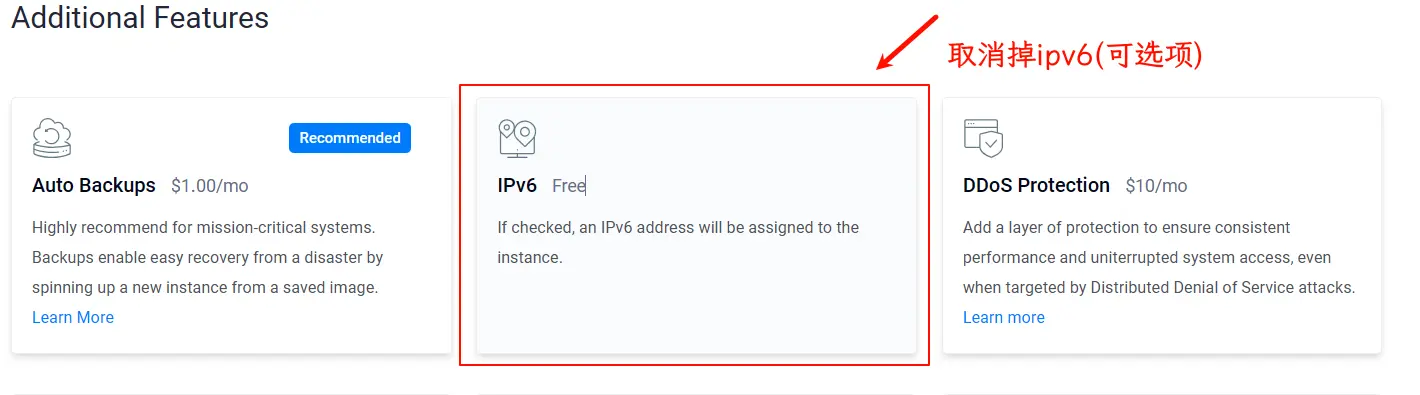 Additional Features
取消掉ipv6(可选项)
Recommended
Auto Backups $1.00/mo
Highly recommend for mission-critical systems.
Backups enable easy recovery from a disaster by
spinning up a new instance from a saved image.
Learn More
IPv6 Free
If checked, an IPv6 address will be assigned to the
instance.
DDoS Protection $10/mo
Add a layer of protection to ensure consistent
performance and uniterrupted system access, even
when targeted by Distributed Denial of Service attacks.
Learn more